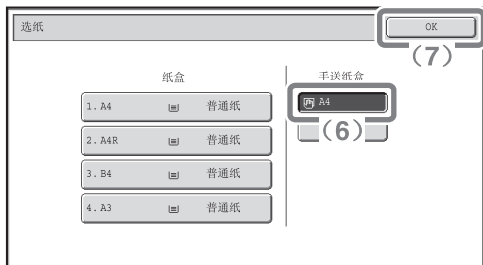 选纸
OK
(7)
纸盒
手送纸盒
1. A4 普通纸
A4
2. A4R 普通纸
(6)
3. B4 普通纸
4. A3 普通纸